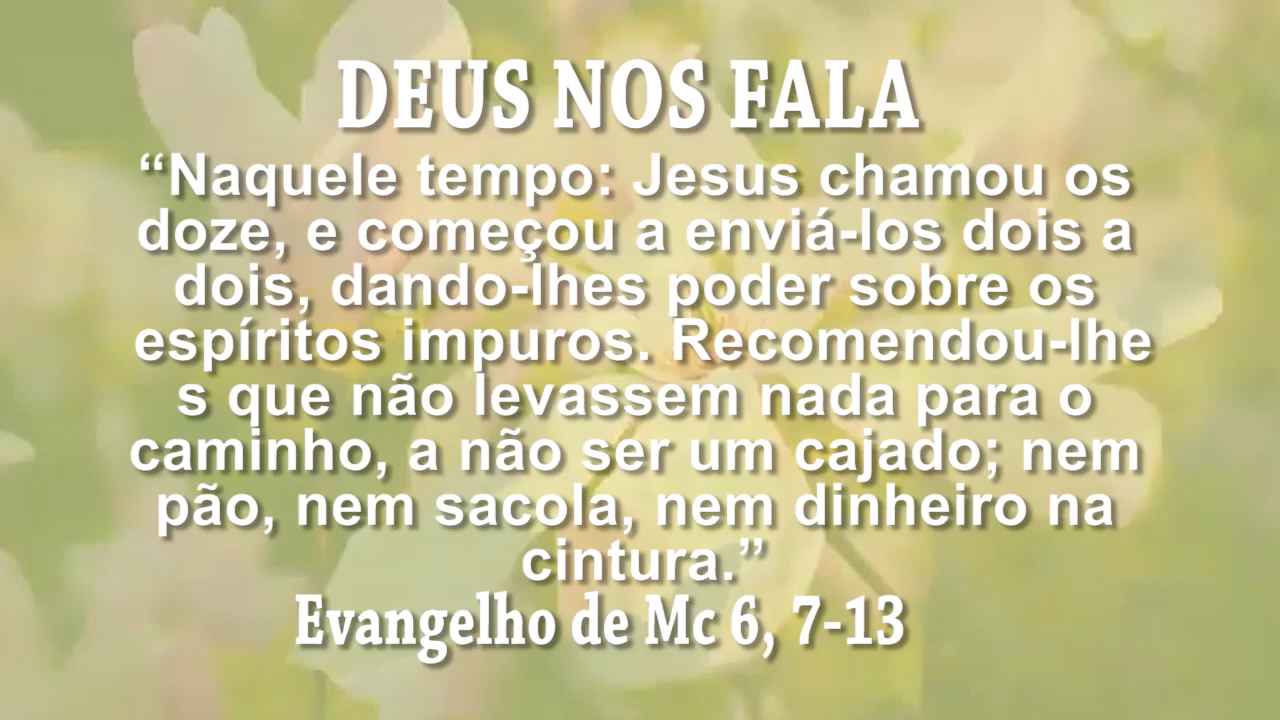 DEUS NOS FALA
“Naquele tempo: Jesus chamou os
doze, e começou a enviá-los dois a
dois, dando-lhes poder sobre os
espíritos impuros. Recomendou-lhe
s que não levassem nada para o
caminho, a não ser um cajado; nem
pão, nem sacola, nem dinheiro na
cintura.”
Evangelho de Mc 6, 7-13